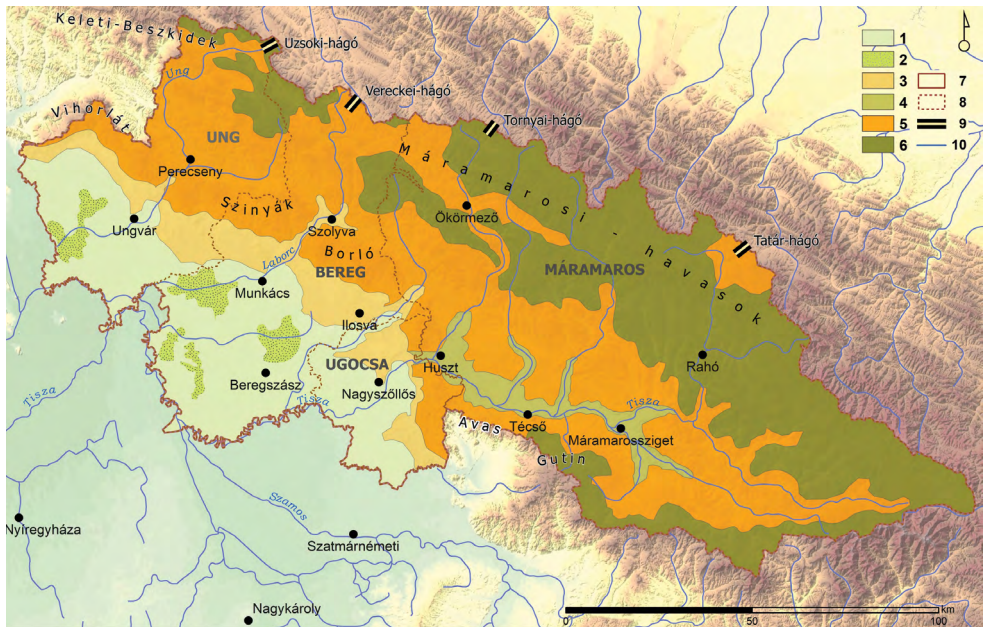 Keleti-Beszkidek
Uzsoki-hágó
Ung
Vihorlát
Vereckei-hágó
Tornyai-hágó
UNG
Perecseny
Máramarosi-havasok
Szinyák
Ökörmező
Ungvár
Szolyva
Tatár-hágó
Laborc
Borló
BEREG
MÁRAMAROS
Munkács
Ilosva
UGOCSA
Huszt
Rahó
Beregszász
Nagyszőllős
Tisza
Tisza
Tisza
Avas
Técső
Máramarossziget
Gutin
Szamos
Nyíregyháza
Szatmárnémeti
Nagykároly
1
2
3 7
4 8
5 9
6 10
km
0 50 100